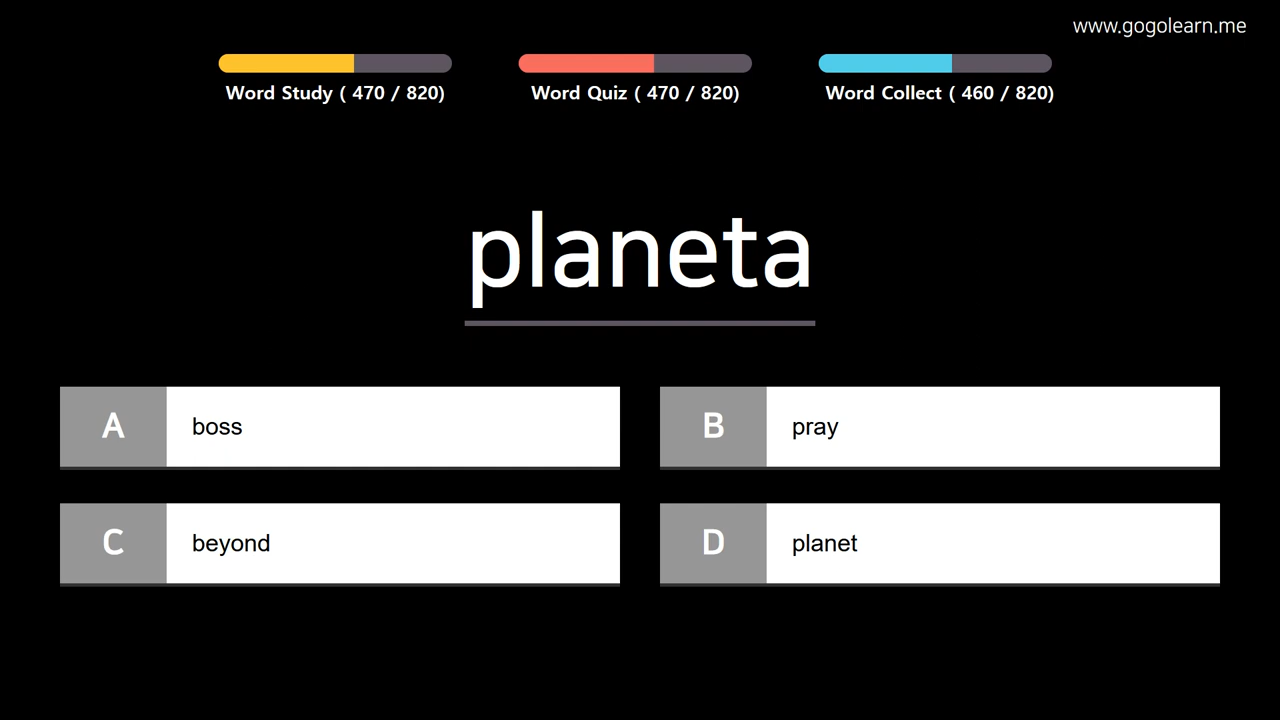 www.gogolearn.me
Word Study ( 470 / 820)
Word Quiz ( 470 / 820)
Word Collect ( 460 / 820)
planeta
A boss
B pray
C beyond
D planet